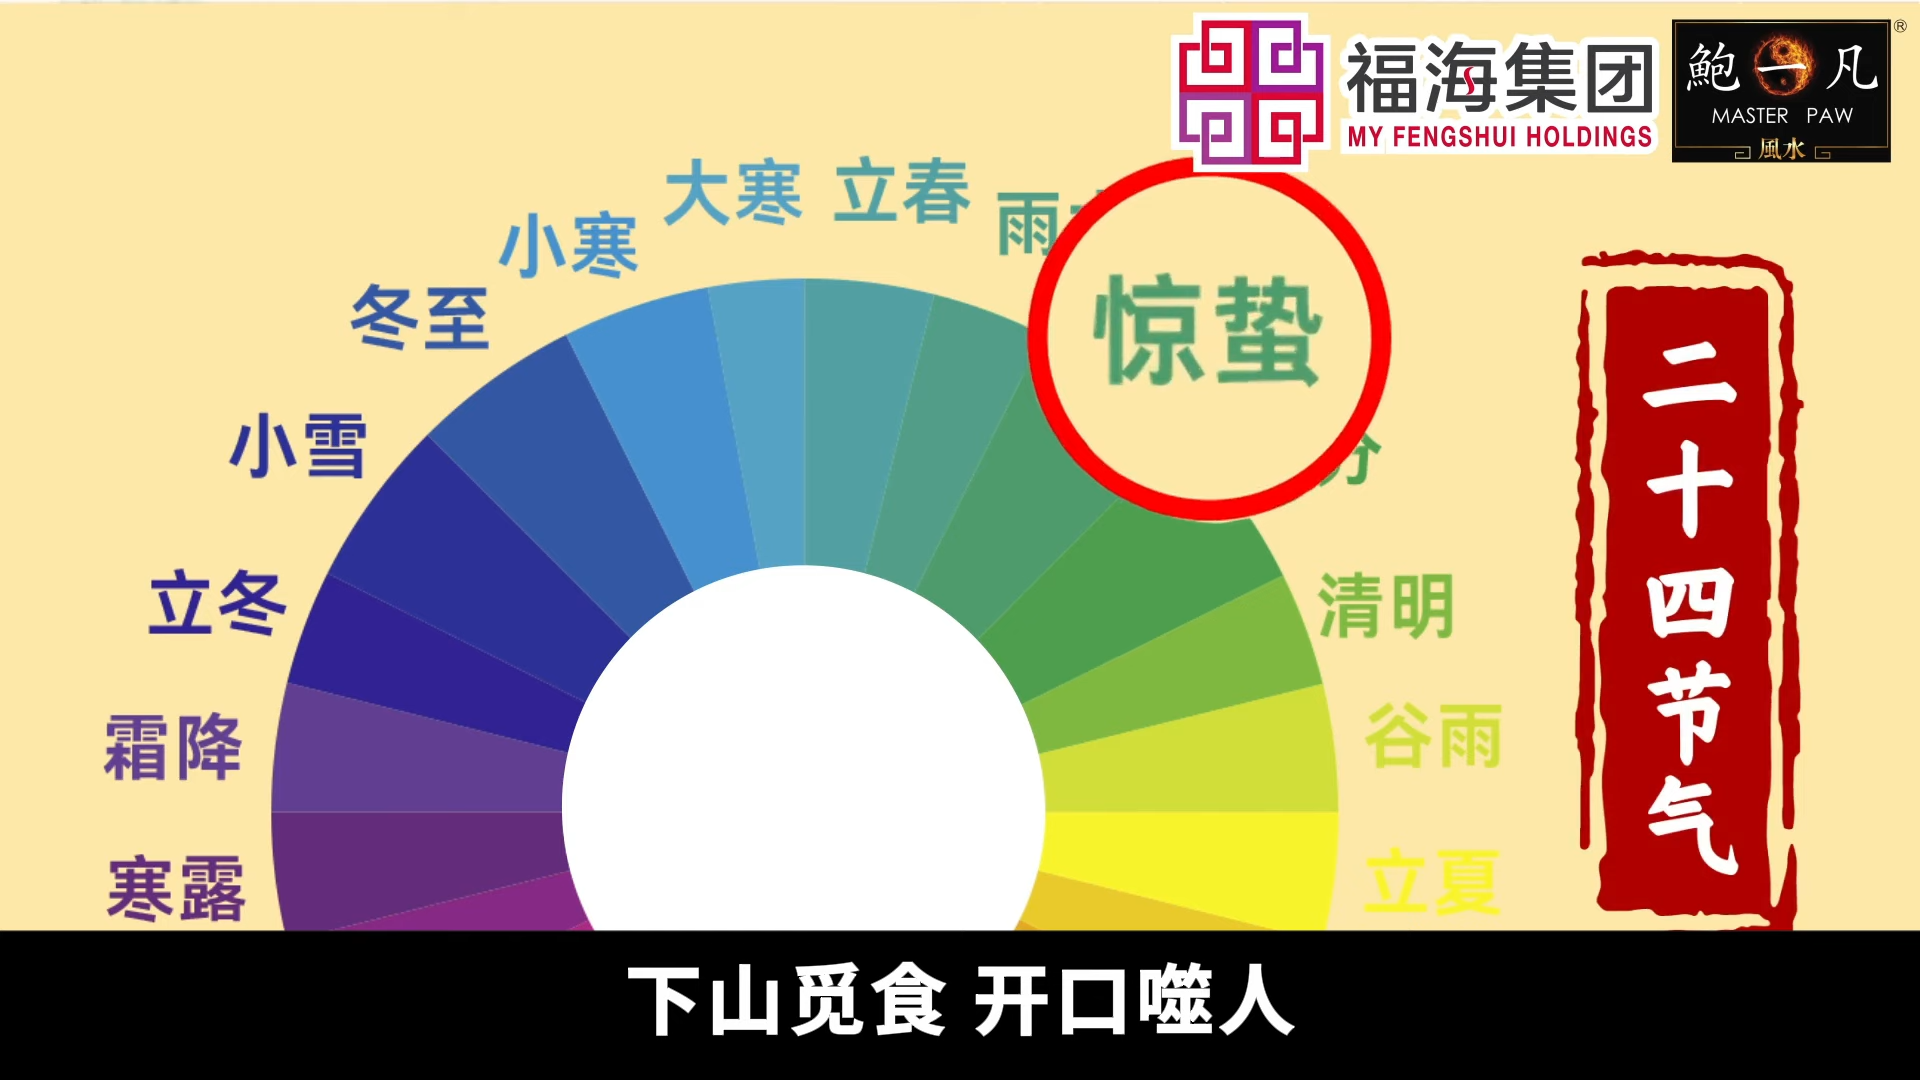 福海集团
MY FENGSHUI HOLDINGS
鲍一凡
®
MASTER PAW
風水
大寒
立春
雨
小寒
惊蛰
冬至
小雪
分
立冬
清明
霜降
谷雨
寒露
立夏
二十四节气
下山觅食 开口噬人